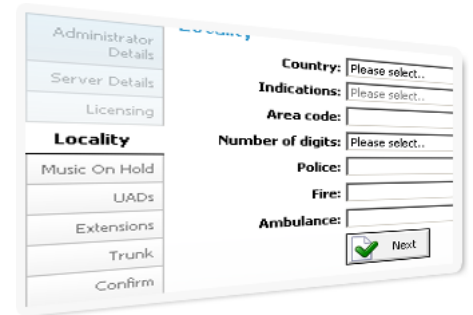 Administrator
Details
Server Details
Licensing
Locality
Music On Hold
UADs
Extensions
Trunk
Confirm
Locality
Country: Please select..
Indications: Please select..
Area code:
Number of digits: Please select..
Police:
Fire:
Ambulance:
Next